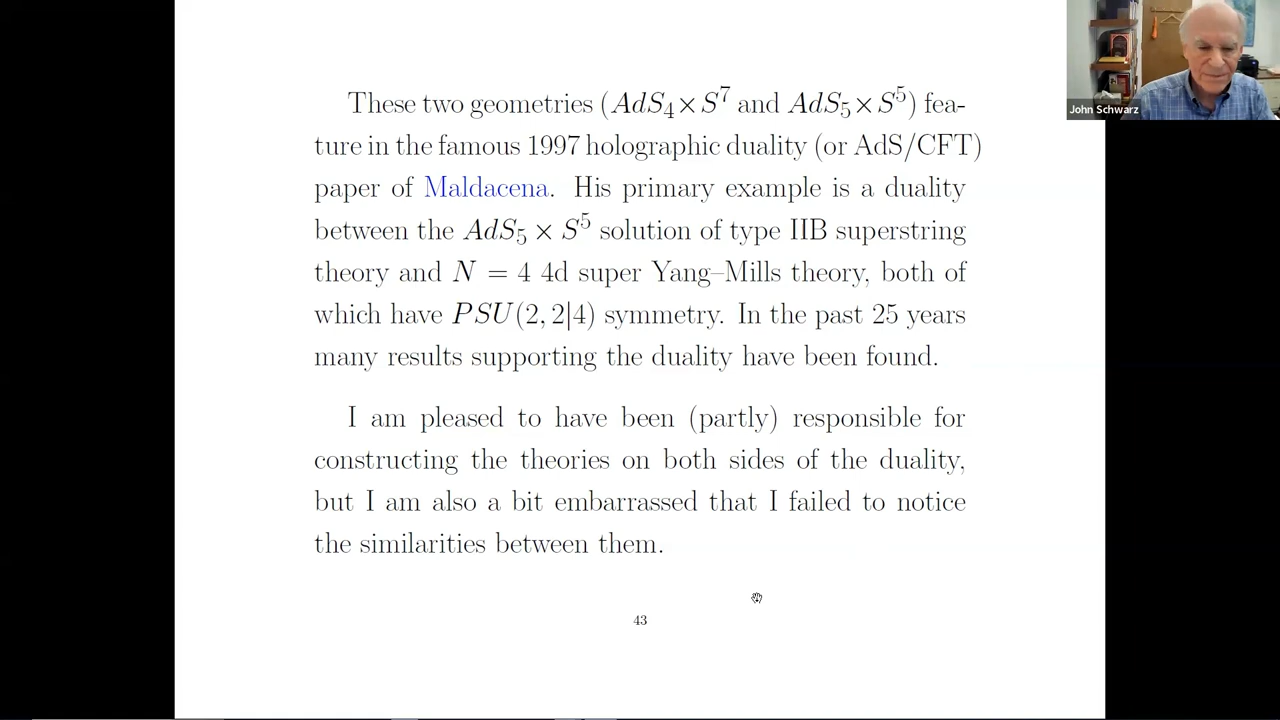 These two geometries (AdS₄×S⁷ and AdS₅×S⁵) fea-
ture in the famous 1997 holographic duality (or AdS/CFT)
paper of Maldacena. His primary example is a duality
between the AdS₅ × S⁵ solution of type IIB superstring
theory and N = 4 4d super Yang–Mills theory, both of
which have PSU(2, 2|4) symmetry. In the past 25 years
many results supporting the duality have been found.
I am pleased to have been (partly) responsible for
constructing the theories on both sides of the duality,
but I am also a bit embarrassed that I failed to notice
the similarities between them.
43
John Schwarz